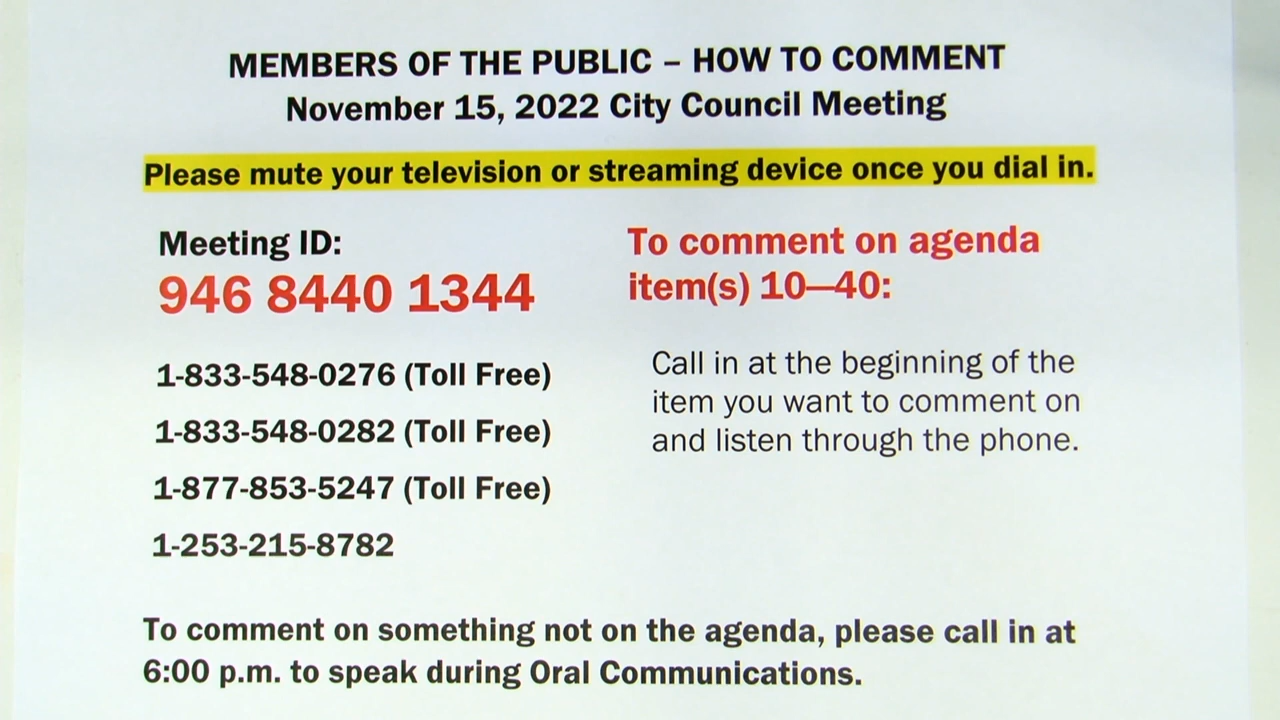 MEMBERS OF THE PUBLIC – HOW TO COMMENT
November 15, 2022 City Council Meeting
Please mute your television or streaming device once you dial in.
Meeting ID:
946 8440 1344
1-833-548-0276 (Toll Free)
1-833-548-0282 (Toll Free)
1-877-853-5247 (Toll Free)
1-253-215-8782
To comment on agenda
item(s) 10—40:
Call in at the beginning of the
item you want to comment on
and listen through the phone.
To comment on something not on the agenda, please call in at
6:00 p.m. to speak during Oral Communications.